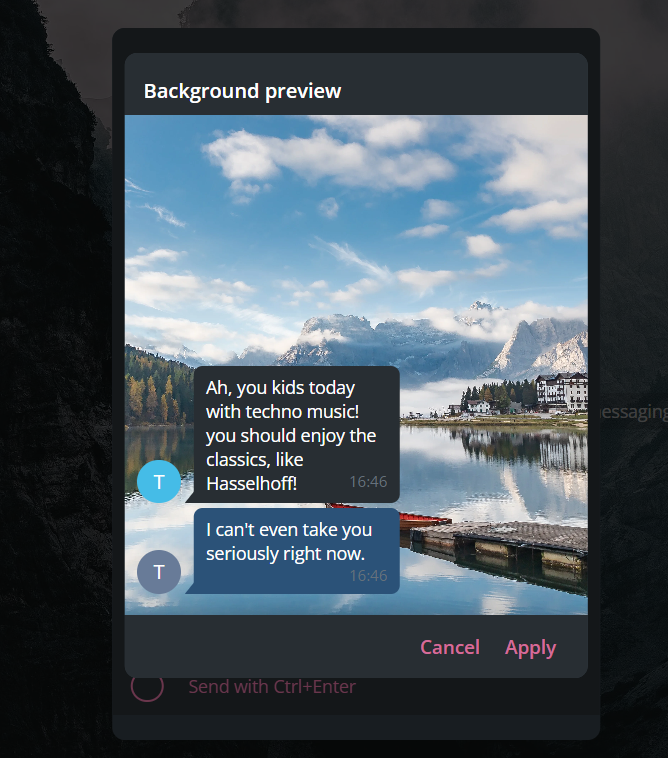 Background preview
Ah, you kids today
with techno music!
you should enjoy the
classics, like
Hasselhoff!
16:46
T
I can't even take you
seriously right now.
16:46
T
essaging
Cancel
Apply
Send with Ctrl+Enter